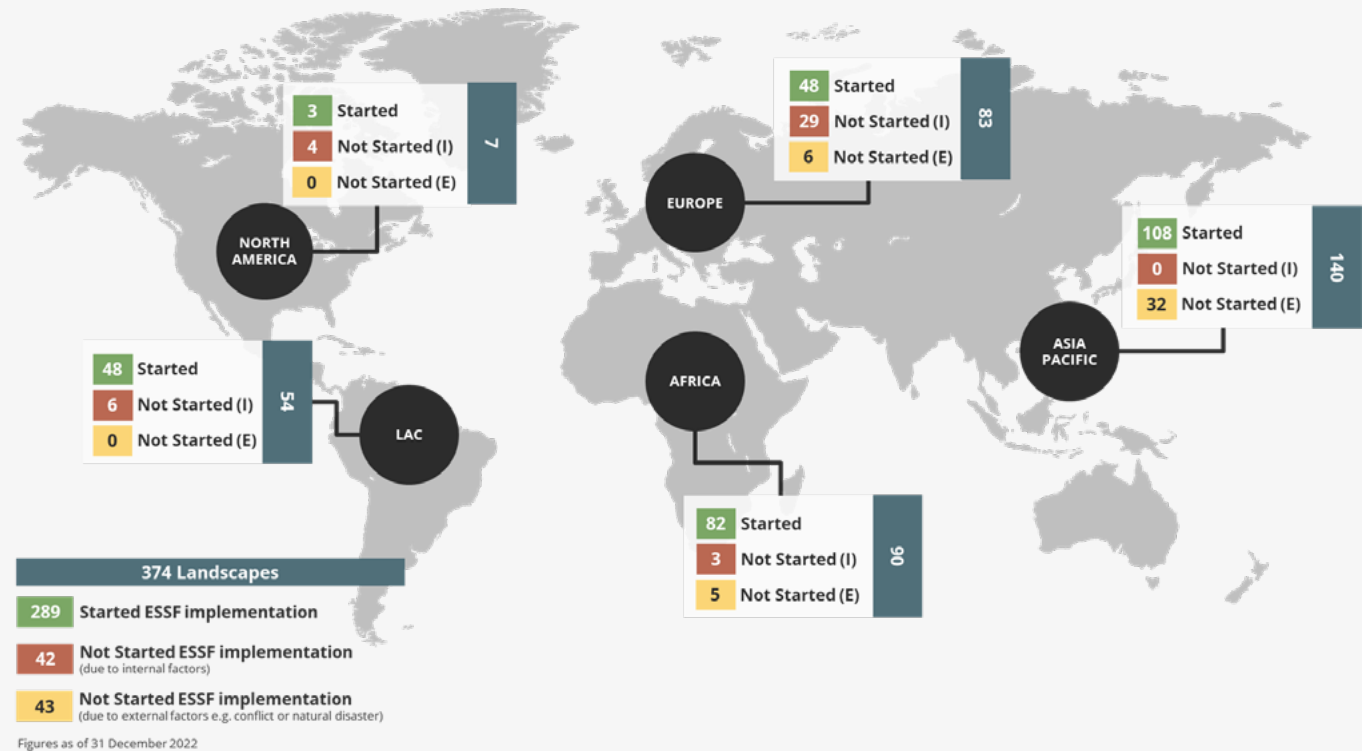 3 Started
4 Not Started (I)
0 Not Started (E)
7
NORTH
AMERICA
48 Started
29 Not Started (I)
6 Not Started (E)
83
EUROPE
108 Started
0 Not Started (I)
32 Not Started (E)
140
ASIA
PACIFIC
48 Started
6 Not Started (I)
0 Not Started (E)
54
LAC
AFRICA
82 Started
3 Not Started (I)
5 Not Started (E)
90
374 Landscapes
289 Started ESSF implementation
42 Not Started ESSF implementation
(due to internal factors)
43 Not Started ESSF implementation
(due to external factors e.g. conflict or natural disaster)
Figures as of 31 December 2022